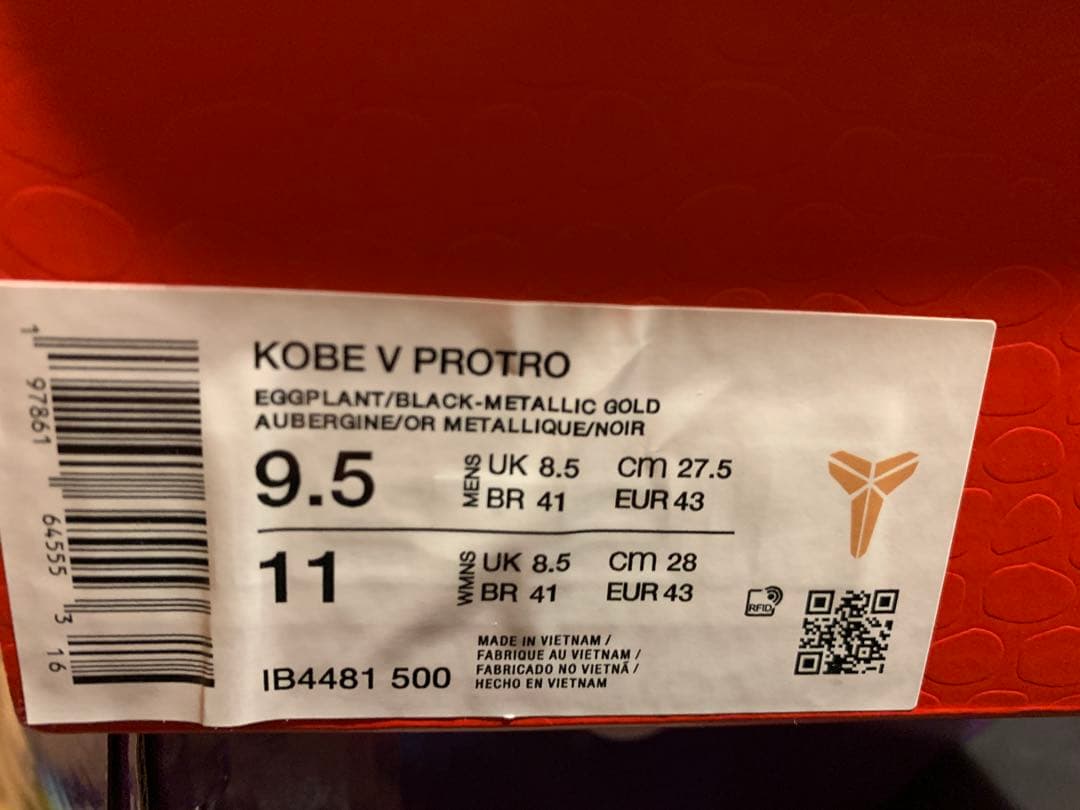 KOBE V PROTRO
EGGPLANT/BLACK-METALLIC GOLD
AUBERGINE/OR METALLIQUE/NOIR
9.5
MENS
UK 8.5 CM 27.5
BR 41 EUR 43
11
WMNS
UK 8.5 CM 28
BR 41 EUR 43
RFID
IB4481 500
MADE IN VIETNAM /
FABRIQUE AU VIETNAM /
FABRICADO NO VIETNÃ /
HECHO EN VIETNAM
1 97861 64555 3 16